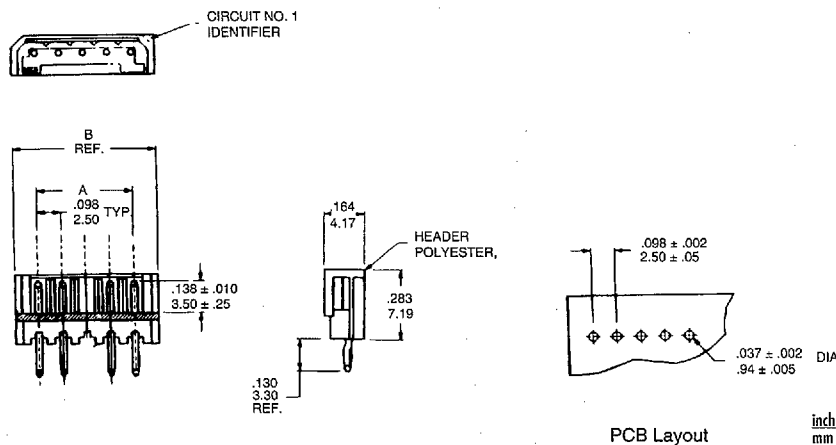 CIRCUIT NO. 1
IDENTIFIER
B
REF.
A
.098
2.50
TYP.
.138 ± .010
3.50 ± .25
.164
4.17
HEADER
POLYESTER,
.283
7.19
.130
3.30
REF.
.098 ± .002
2.50 ± .05
.037 ± .002
.94 ± .005
DIA
PCB Layout
inch
mm